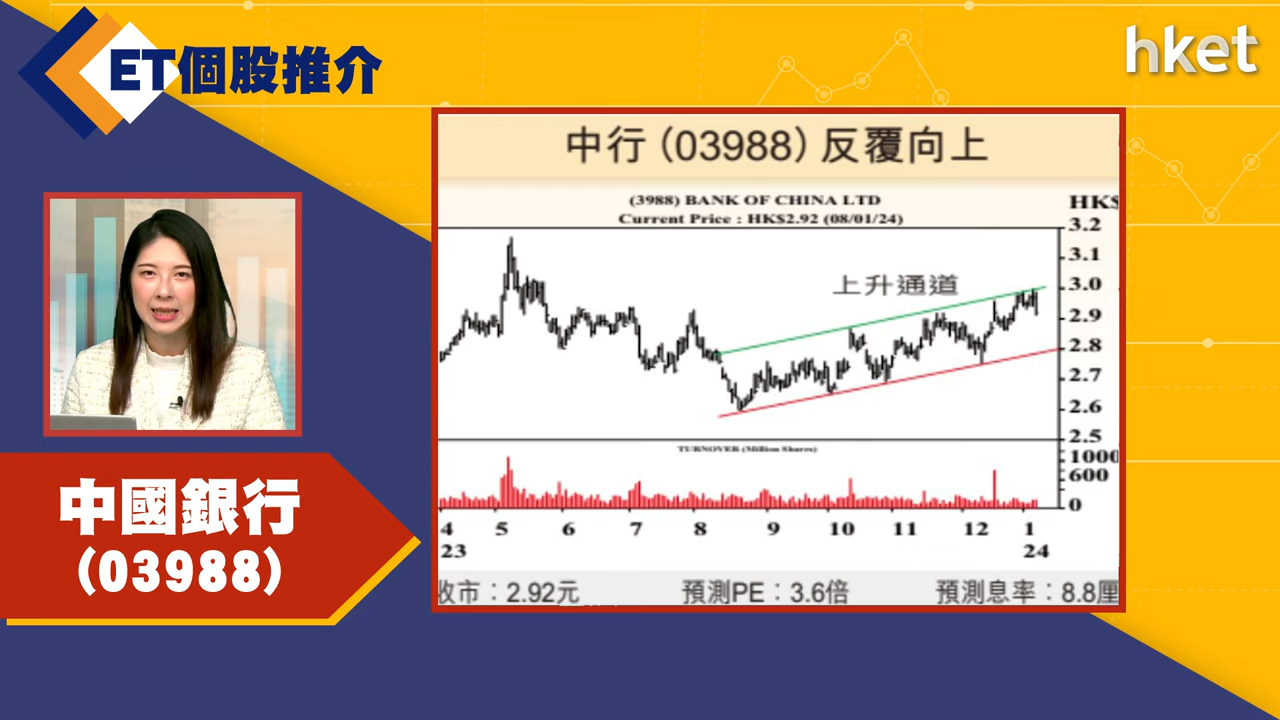 ET個股推介
hket
中國銀行
(03988)
中行(03988)反覆向上
(3988) BANK OF CHINA LTD
Current Price : HK$2.92 (08/01/24)
HK$
3.2
3.1
3.0
2.9
2.8
2.7
2.6
2.5
上升通道
TURNOVER (Million Shares)
1000
600
0
4 5 6 7 8 9 10 11 12 1
23 24
收市：2.92元 預測PE：3.6倍 預測息率：8.8厘